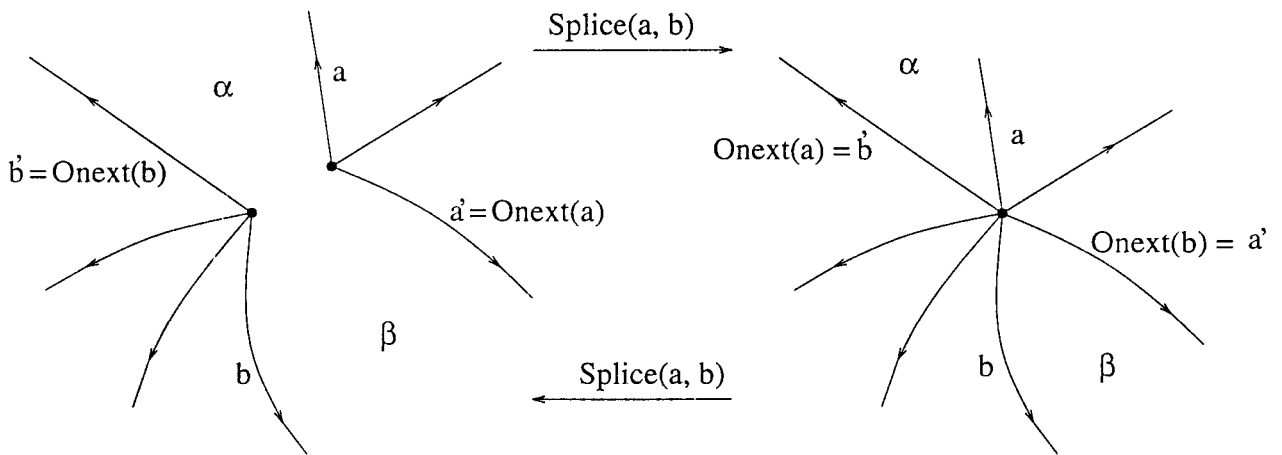 Splice(a, b)
α
a
b' = Onext(b)
a' = Onext(a)
β
b
α
a
Onext(a) = b'
Onext(b) = a'
b
β
Splice(a, b)